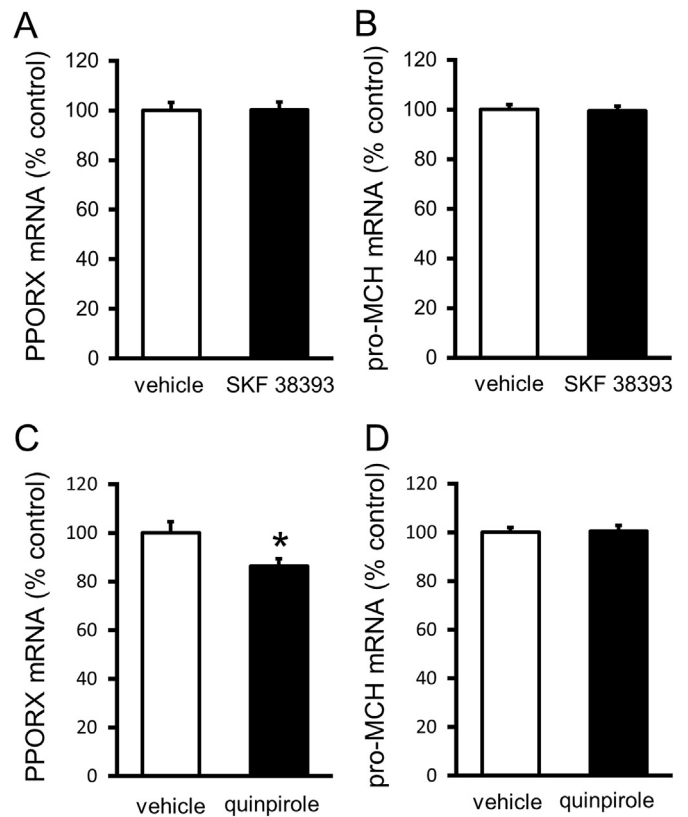 A
PPORX mRNA (% control)
120
100
80
60
40
20
0
vehicle SKF 38393
B
pro-MCH mRNA (% control)
120
100
80
60
40
20
0
vehicle SKF 38393
C
PPORX mRNA (% control)
120
100
80
60
40
20
0
*
vehicle quinpirole
D
pro-MCH mRNA (% control)
120
100
80
60
40
20
0
vehicle quinpirole